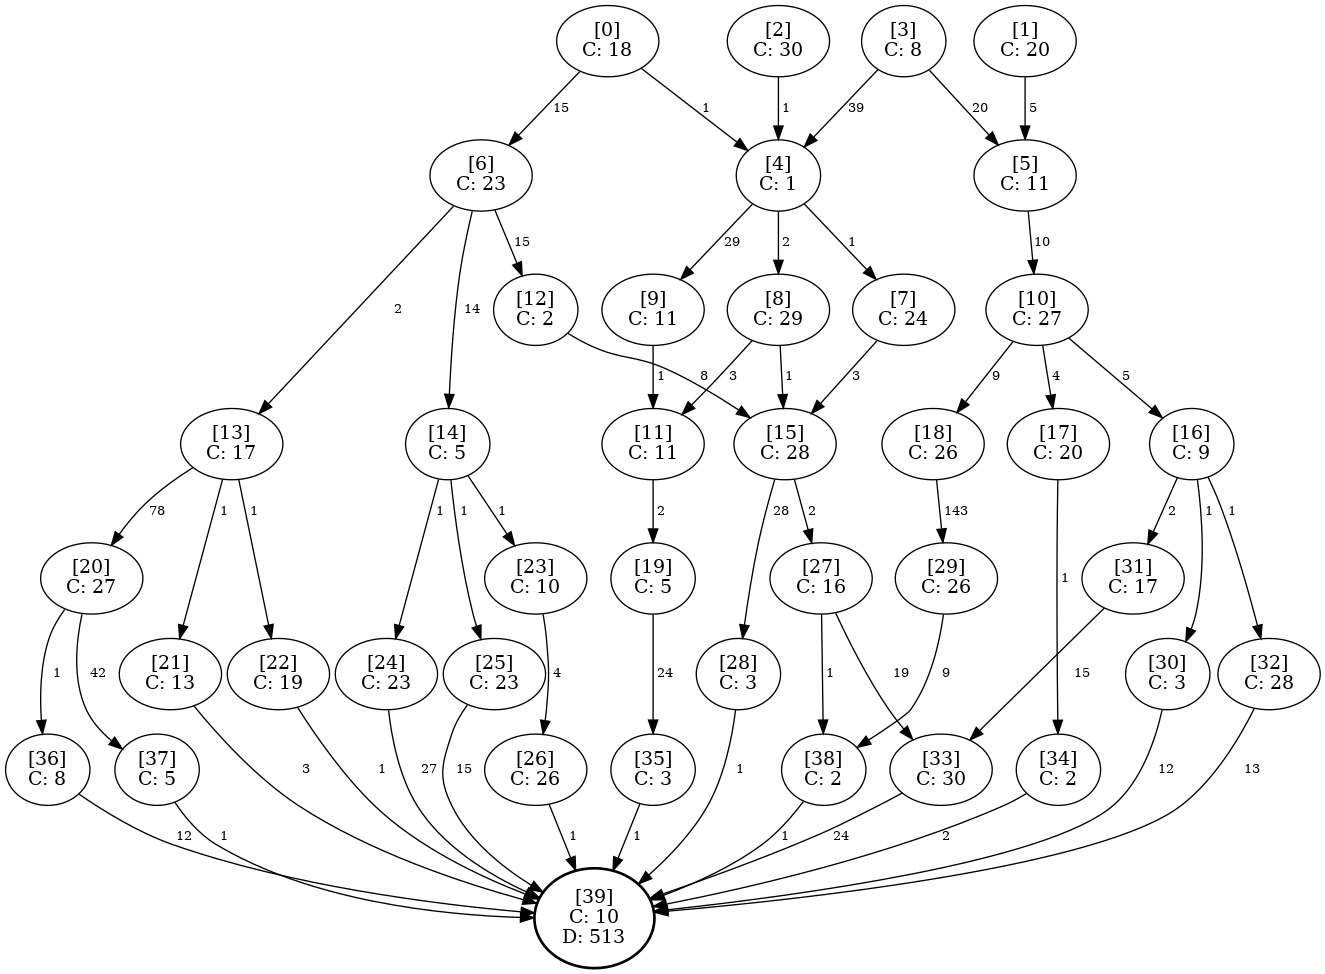 [0]
C: 18
[2]
C: 30
[3]
C: 8
[1]
C: 20
15
1
1
39
20
5
[6]
C: 23
[4]
C: 1
[5]
C: 11
15
29
2
1
10
[9]
C: 11
[8]
C: 29
[7]
C: 24
[10]
C: 27
[12]
C: 2
2
14
8
1
3
1
3
9
4
5
[13]
C: 17
[14]
C: 5
[11]
C: 11
[15]
C: 28
[18]
C: 26
[17]
C: 20
[16]
C: 9
78
1
1
1
1
1
2
28
2
143
2
1
1
[20]
C: 27
[23]
C: 10
[19]
C: 5
[27]
C: 16
[29]
C: 26
[31]
C: 17
1
1
42
4
24
1
19
9
15
[21]
C: 13
[22]
C: 19
[24]
C: 23
[25]
C: 23
[28]
C: 3
[30]
C: 3
[32]
C: 28
[36]
C: 8
[37]
C: 5
3
1
27
15
[26]
C: 26
[35]
C: 3
1
[38]
C: 2
[33]
C: 30
[34]
C: 2
12
13
12
1
1
1
1
24
2
[39]
C: 10
D: 513